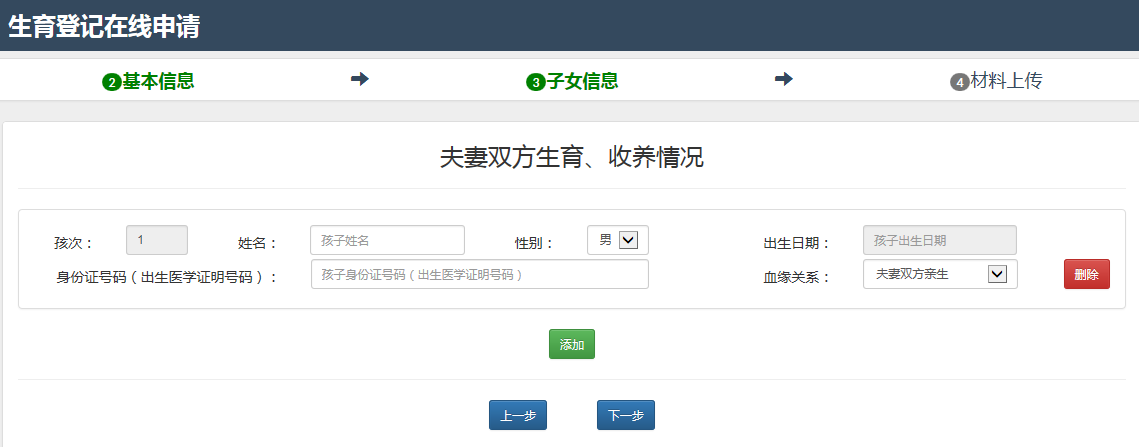 生育登记在线申请
2 基本信息 3 子女信息 4 材料上传
夫妻双方生育、收养情况
孩次： 1 姓名： 孩子姓名 性别： 男 出生日期： 孩子出生日期
身份证号码（出生医学证明号码）： 孩子身份证号码（出生医学证明号码） 血缘关系： 夫妻双方亲生 删除
添加
上一步 下一步